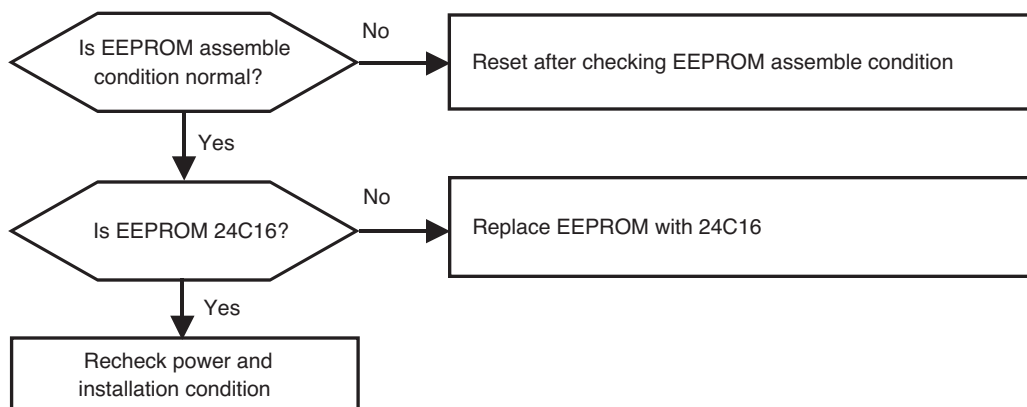 Is EEPROM assemble
condition normal?
No
Reset after checking EEPROM assemble condition
Yes
Is EEPROM 24C16?
No
Replace EEPROM with 24C16
Yes
Recheck power and
installation condition